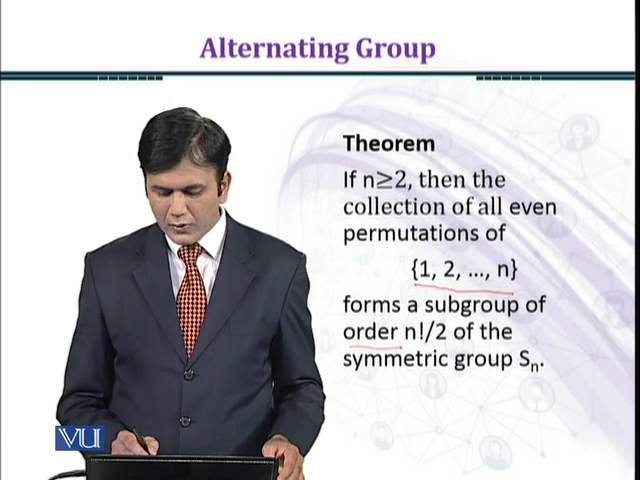 Alternating Group
Theorem
If n≥2, then the
collection of all even
permutations of
{1, 2, ..., n}
forms a subgroup of
order n!/2 of the
symmetric group Sₙ.
VU